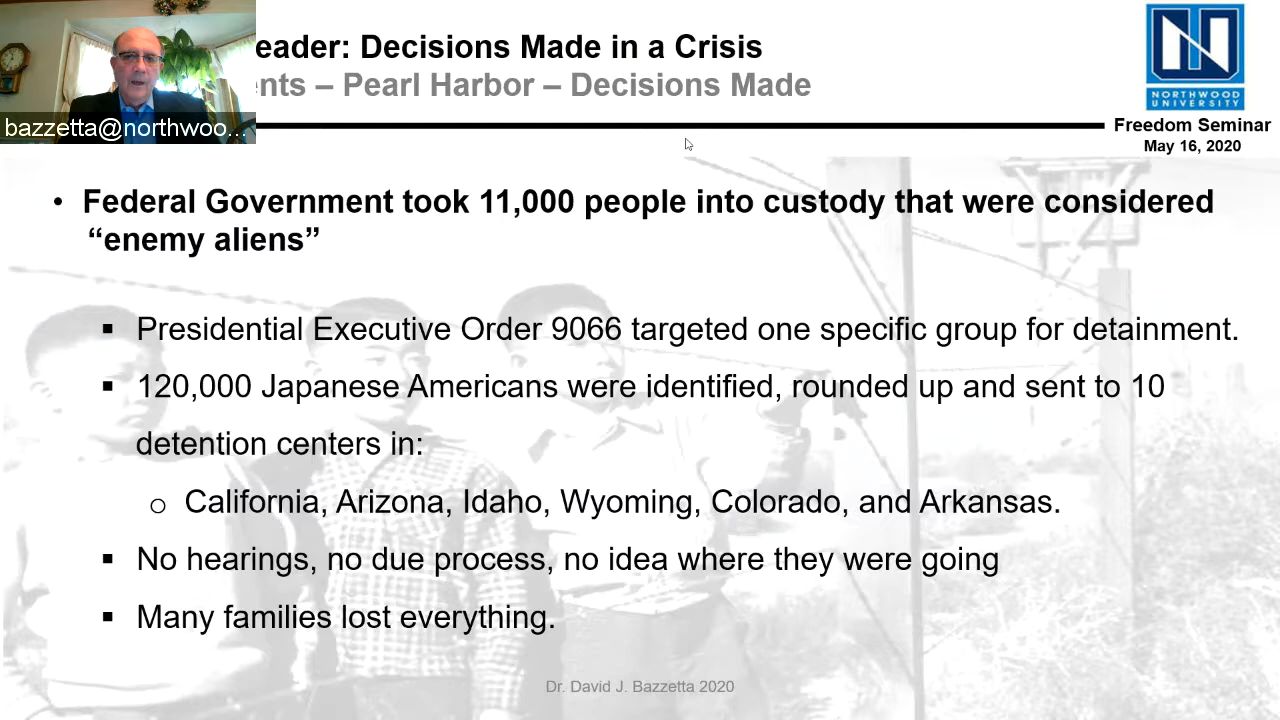 eader: Decisions Made in a Crisis
ents – Pearl Harbor – Decisions Made
bazzetta@northwoo...
NORTHWOOD
UNIVERSITY
Freedom Seminar
May 16, 2020
• Federal Government took 11,000 people into custody that were considered
“enemy aliens”
▪ Presidential Executive Order 9066 targeted one specific group for detainment.
▪ 120,000 Japanese Americans were identified, rounded up and sent to 10
detention centers in:
o California, Arizona, Idaho, Wyoming, Colorado, and Arkansas.
▪ No hearings, no due process, no idea where they were going
▪ Many families lost everything.
Dr. David J. Bazzetta 2020